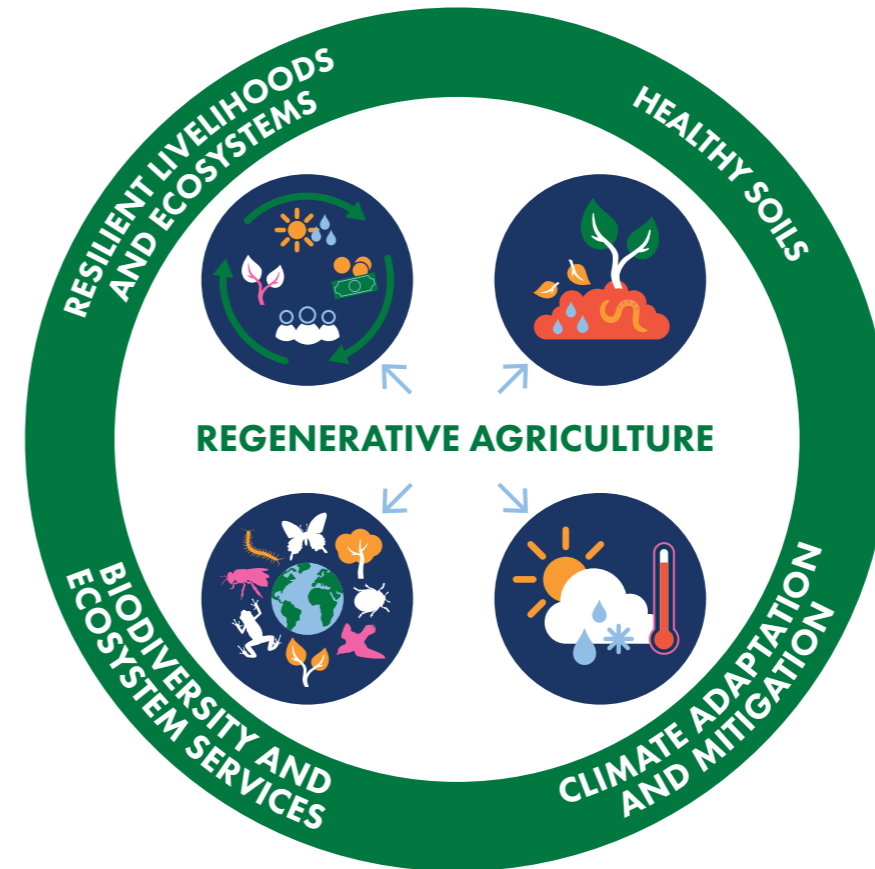 RESILIENT LIVELIHOODS
AND ECOSYSTEMS
HEALTHY SOILS
REGENERATIVE AGRICULTURE
BIODIVERSITY AND
ECOSYSTEM SERVICES
CLIMATE ADAPTATION
AND MITIGATION